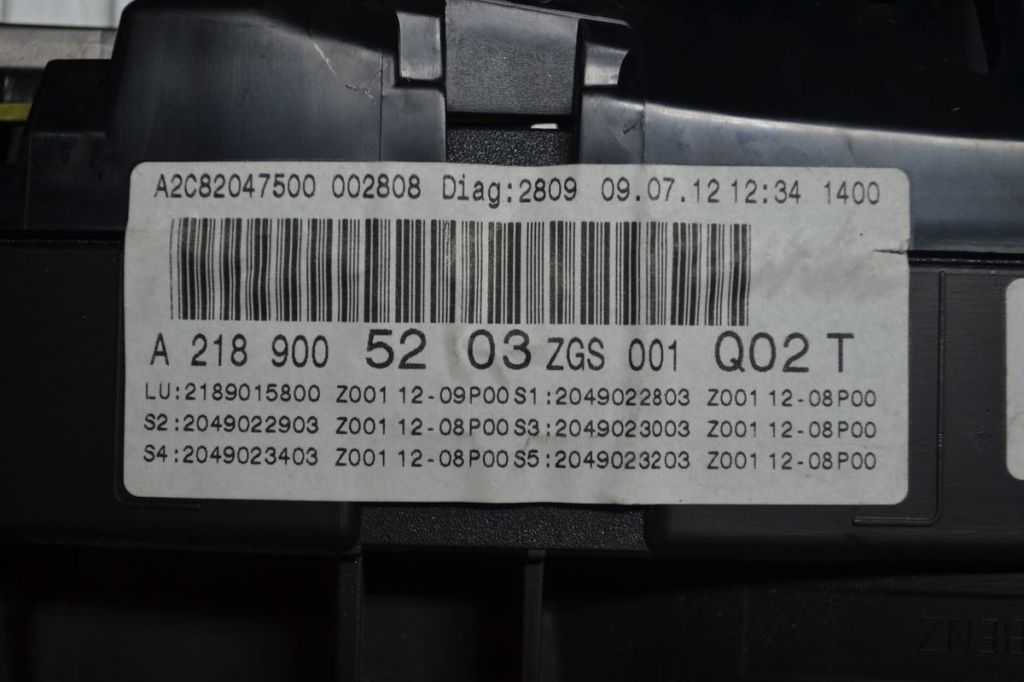 A2C82047500 002808 Diag:2809 09.07.12 12:34 1400
A 218 900 52 03 ZGS 001 Q02 T
LU:2189015800 Z001 12-09P00 S1:2049022803 Z001 12-08P00
S2:2049022903 Z001 12-08P00 S3:2049023003 Z001 12-08P00
S4:2049023403 Z001 12-08P00 S5:2049023203 Z001 12-08P00